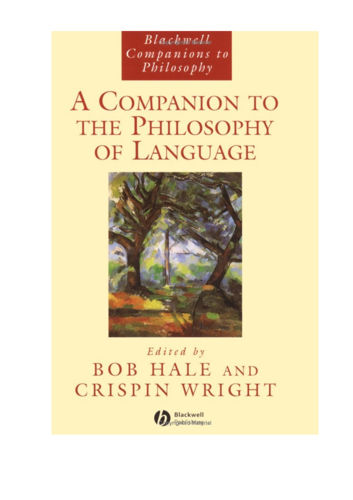 Blackwell
Companions to
Philosophy
A COMPANION TO
THE PHILOSOPHY
OF LANGUAGE
Edited by
BOB HALE AND
CRISPIN WRIGHT
Blackwell